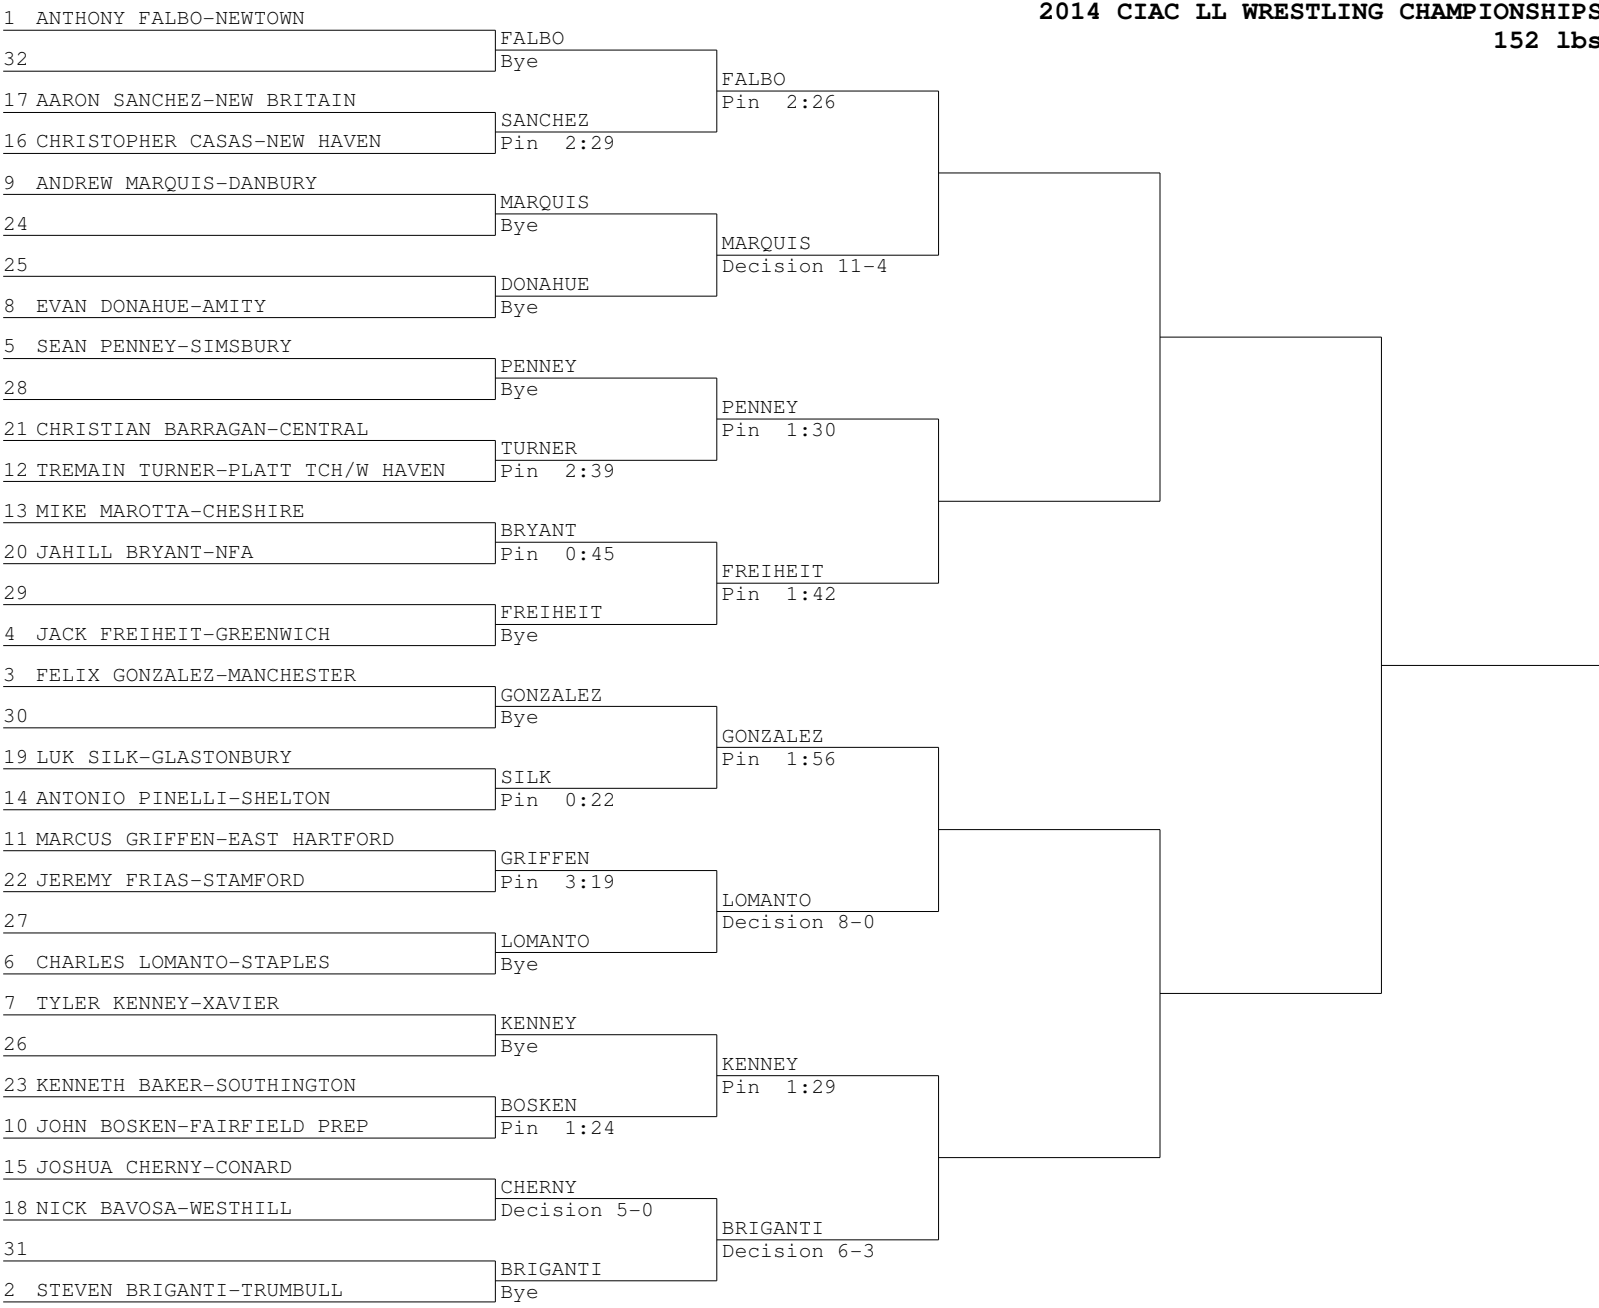 2014 CIAC LL WRESTLING CHAMPIONSHIPS
152 lbs
1 ANTHONY FALBO-NEWTOWN
32
17 AARON SANCHEZ-NEW BRITAIN
16 CHRISTOPHER CASAS-NEW HAVEN
9 ANDREW MARQUIS-DANBURY
24
25
8 EVAN DONAHUE-AMITY
5 SEAN PENNEY-SIMSBURY
28
21 CHRISTIAN BARRAGAN-CENTRAL
12 TREMAIN TURNER-PLATT TCH/W HAVEN
13 MIKE MAROTTA-CHESHIRE
20 JAHILL BRYANT-NFA
29
4 JACK FREIHEIT-GREENWICH
3 FELIX GONZALEZ-MANCHESTER
30
19 LUK SILK-GLASTONBURY
14 ANTONIO PINELLI-SHELTON
11 MARCUS GRIFFEN-EAST HARTFORD
22 JEREMY FRIAS-STAMFORD
27
6 CHARLES LOMANTO-STAPLES
7 TYLER KENNEY-XAVIER
26
23 KENNETH BAKER-SOUTHINGTON
10 JOHN BOSKEN-FAIRFIELD PREP
15 JOSHUA CHERNY-CONARD
18 NICK BAVOSA-WESTHILL
31
2 STEVEN BRIGANTI-TRUMBULL
FALBO
Bye
SANCHEZ
Pin 2:29
MARQUIS
Bye
DONAHUE
Bye
PENNEY
Bye
TURNER
Pin 2:39
BRYANT
Pin 0:45
FREIHEIT
Bye
GONZALEZ
Bye
SILK
Pin 0:22
GRIFFEN
Pin 3:19
LOMANTO
Bye
KENNEY
Bye
BOSKEN
Pin 1:24
CHERNY
Decision 5-0
BRIGANTI
Bye
FALBO
Pin 2:26
MARQUIS
Decision 11-4
PENNEY
Pin 1:30
FREIHEIT
Pin 1:42
GONZALEZ
Pin 1:56
LOMANTO
Decision 8-0
KENNEY
Pin 1:29
BRIGANTI
Decision 6-3